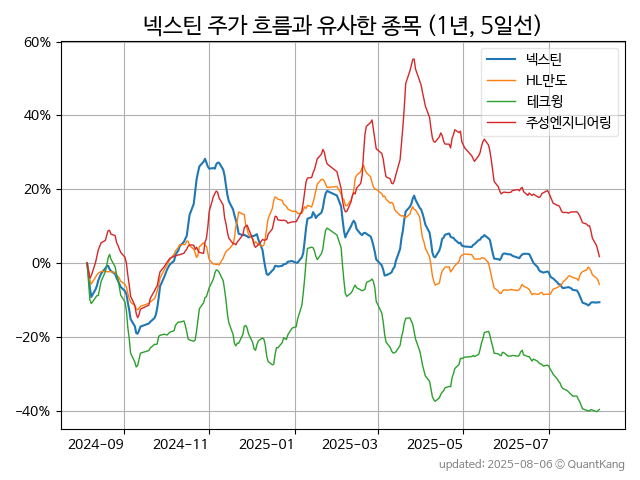 넥스틴 주가 흐름과 유사한 종목 (1년, 5일선)
넥스틴
HL만도
테크윙
주성엔지니어링
60%
40%
20%
0%
−20%
−40%
2024−09
2024−11
2025−01
2025−03
2025−05
2025−07
updated: 2025-08-06 © QuantKang